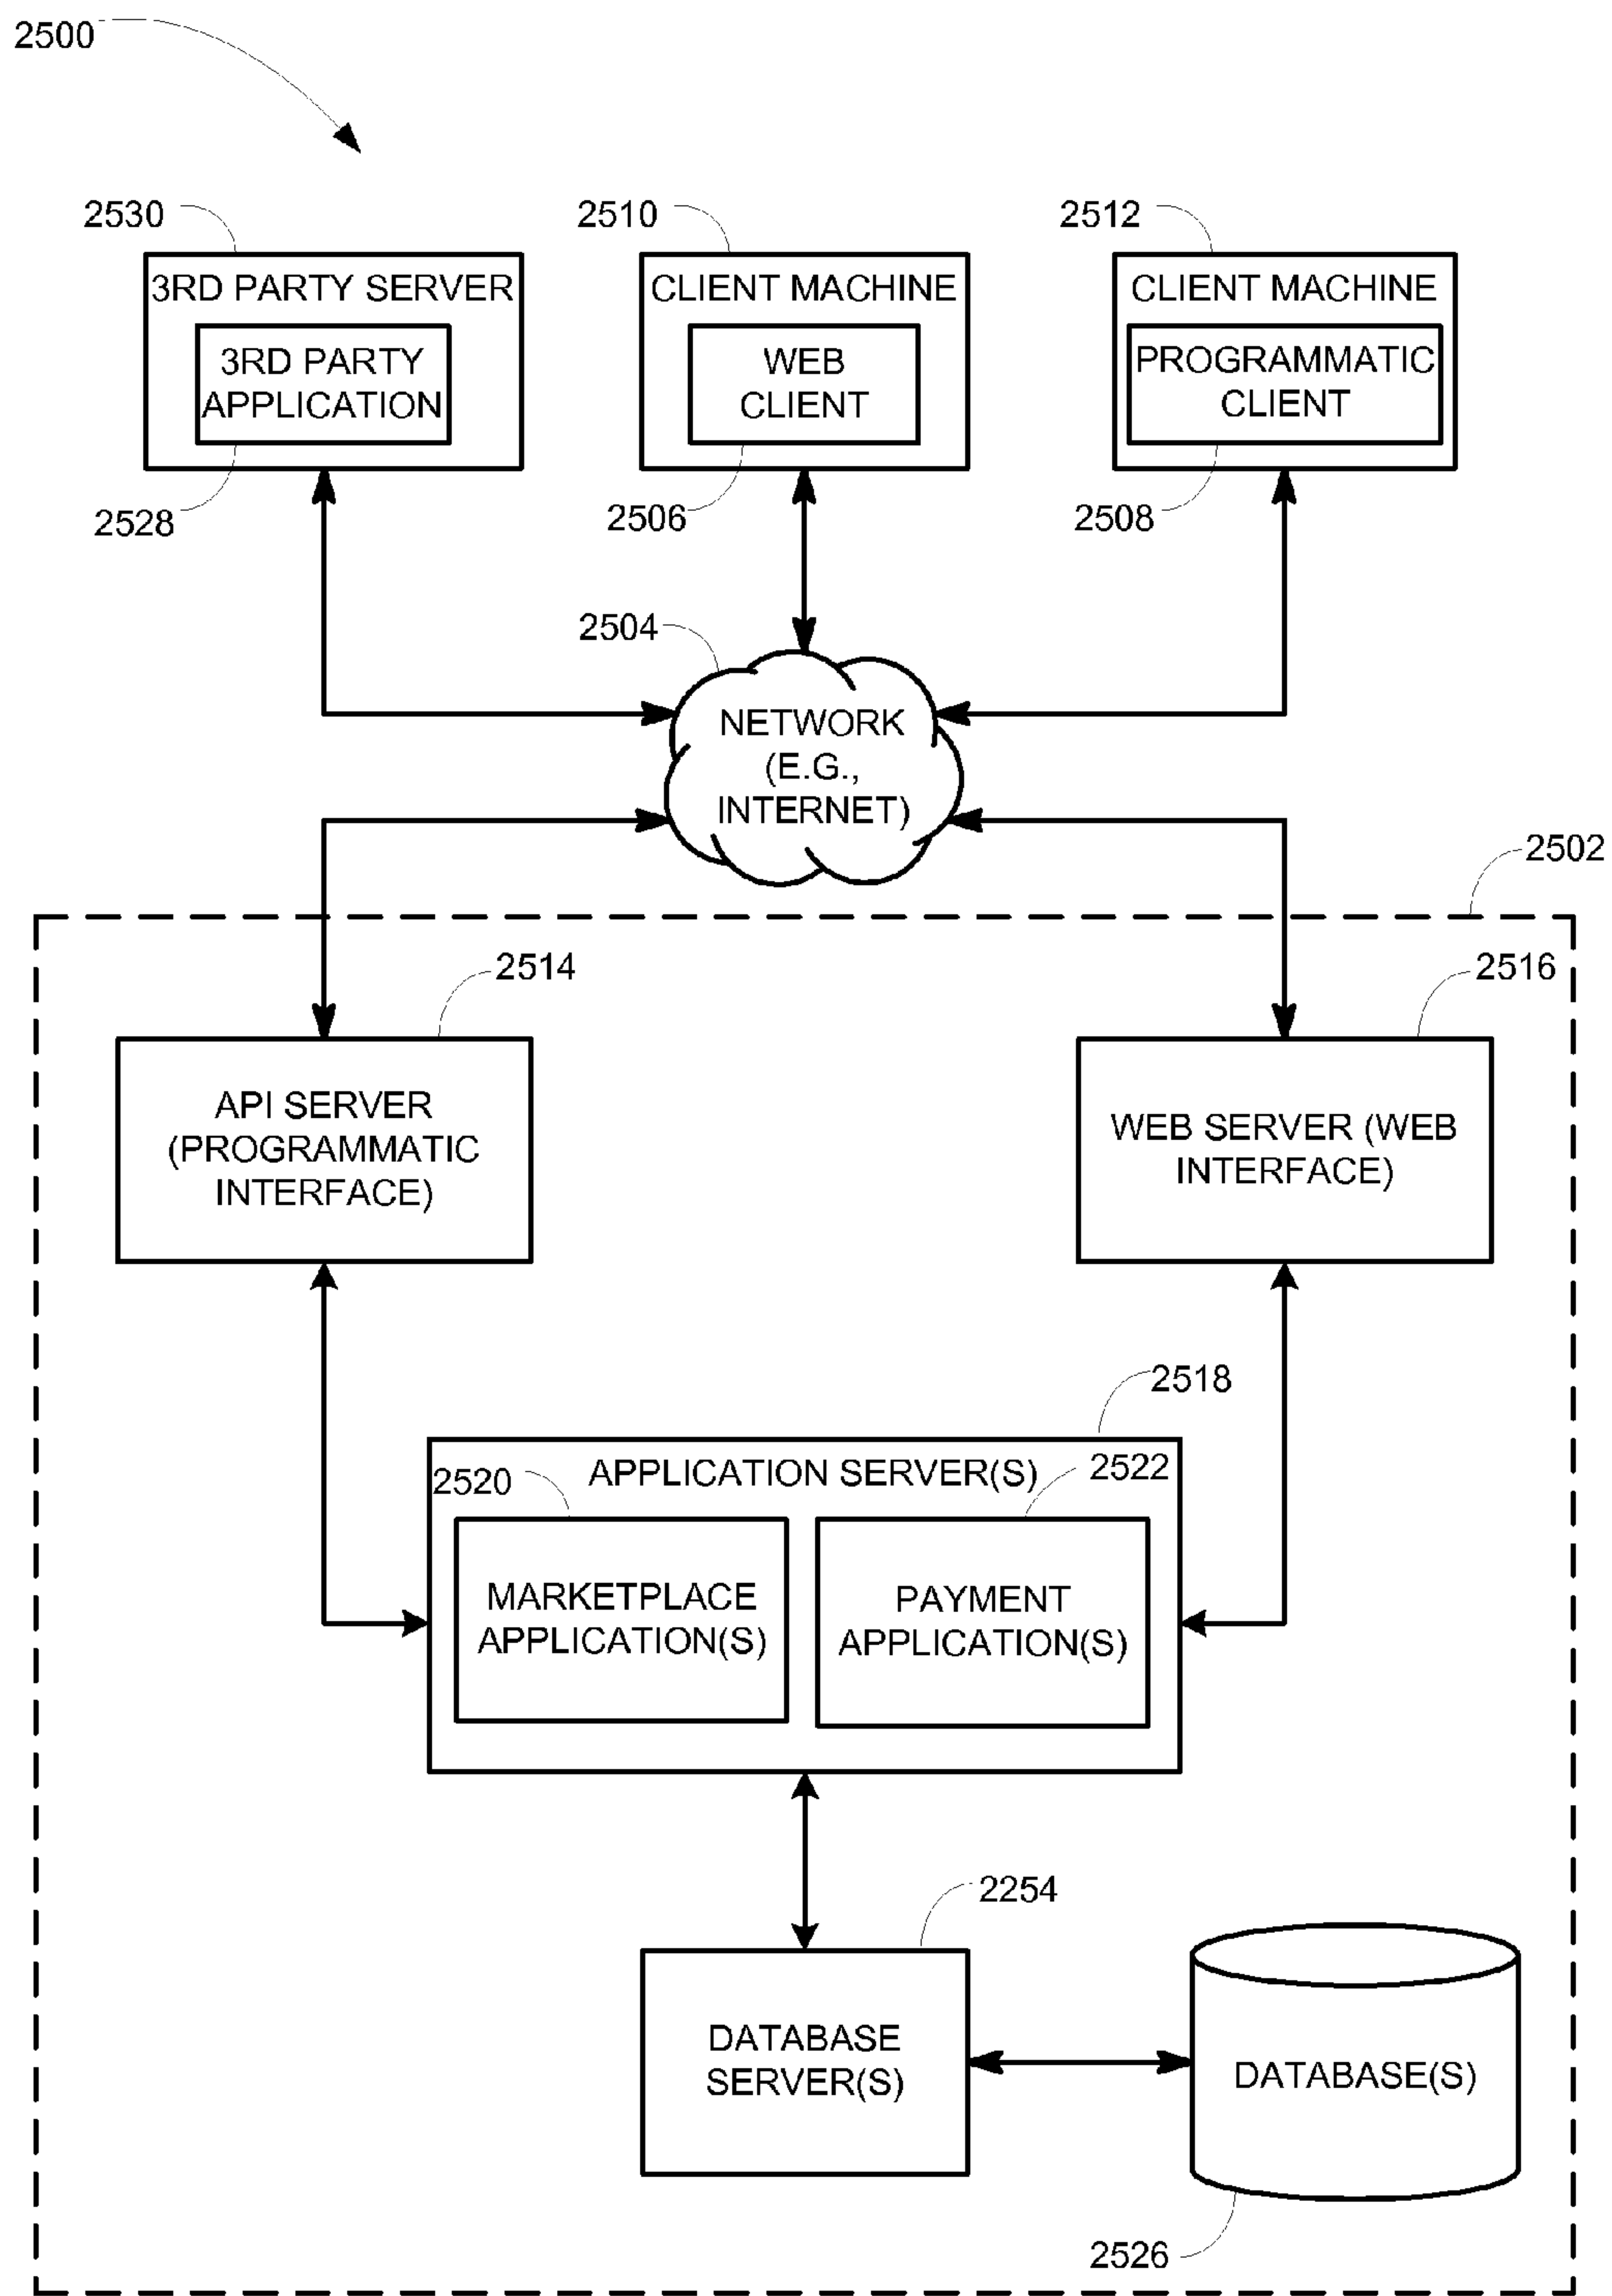 2500
2530
2510
2512
3RD PARTY SERVER
CLIENT MACHINE
CLIENT MACHINE
3RD PARTY
APPLICATION
WEB
CLIENT
PROGRAMMATIC
CLIENT
2528
2506
2508
2504
NETWORK
(E.G.,
INTERNET)
2502
2514
2516
API SERVER
(PROGRAMMATIC
INTERFACE)
WEB SERVER (WEB
INTERFACE)
2518
2520
APPLICATION SERVER(S)
2522
MARKETPLACE
APPLICATION(S)
PAYMENT
APPLICATION(S)
2254
DATABASE
SERVER(S)
DATABASE(S)
2526